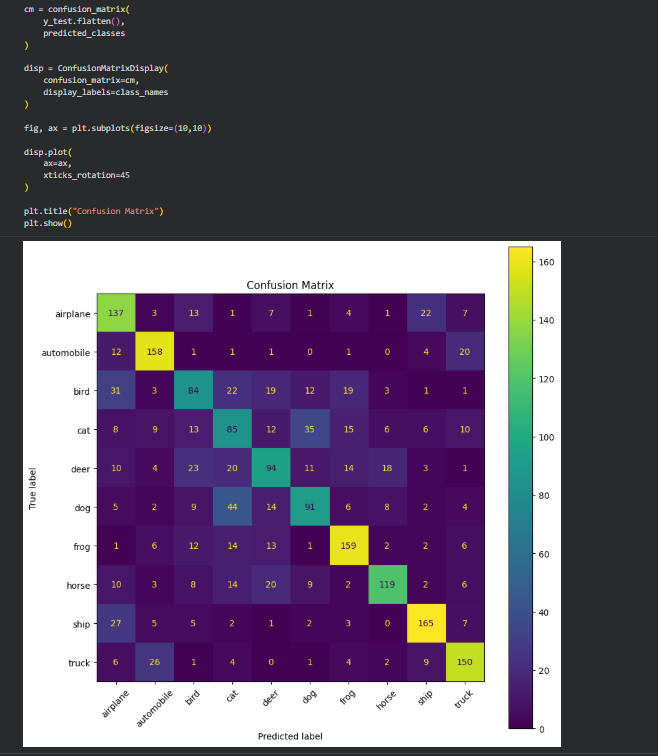 cm = confusion_matrix(
    y_test.flatten(),
    predicted_classes
)
disp = ConfusionMatrixDisplay(
    confusion_matrix=cm,
    display_labels=class_names
)
fig, ax = plt.subplots(figsize=(10,10))
disp.plot(
    ax=ax,
    xticks_rotation=45
)
plt.title("Confusion Matrix")
plt.show()
Confusion Matrix
True label
airplane 137 3 13 1 7 1 4 1 22 7
automobile 12 158 1 1 1 0 1 0 4 20
bird 31 3 84 22 19 12 19 3 1 1
cat 8 9 13 85 12 35 15 6 6 10
deer 10 4 23 20 94 11 14 18 3 1
dog 5 2 9 44 14 91 6 8 2 4
frog 1 6 12 14 13 1 159 2 2 6
horse 10 3 8 14 20 9 2 119 2 6
ship 27 5 5 2 1 2 3 0 165 7
truck 6 26 1 4 0 1 4 2 9 150
airplane automobile bird cat deer dog frog horse ship truck
Predicted label
160
140
120
100
80
60
40
20
0